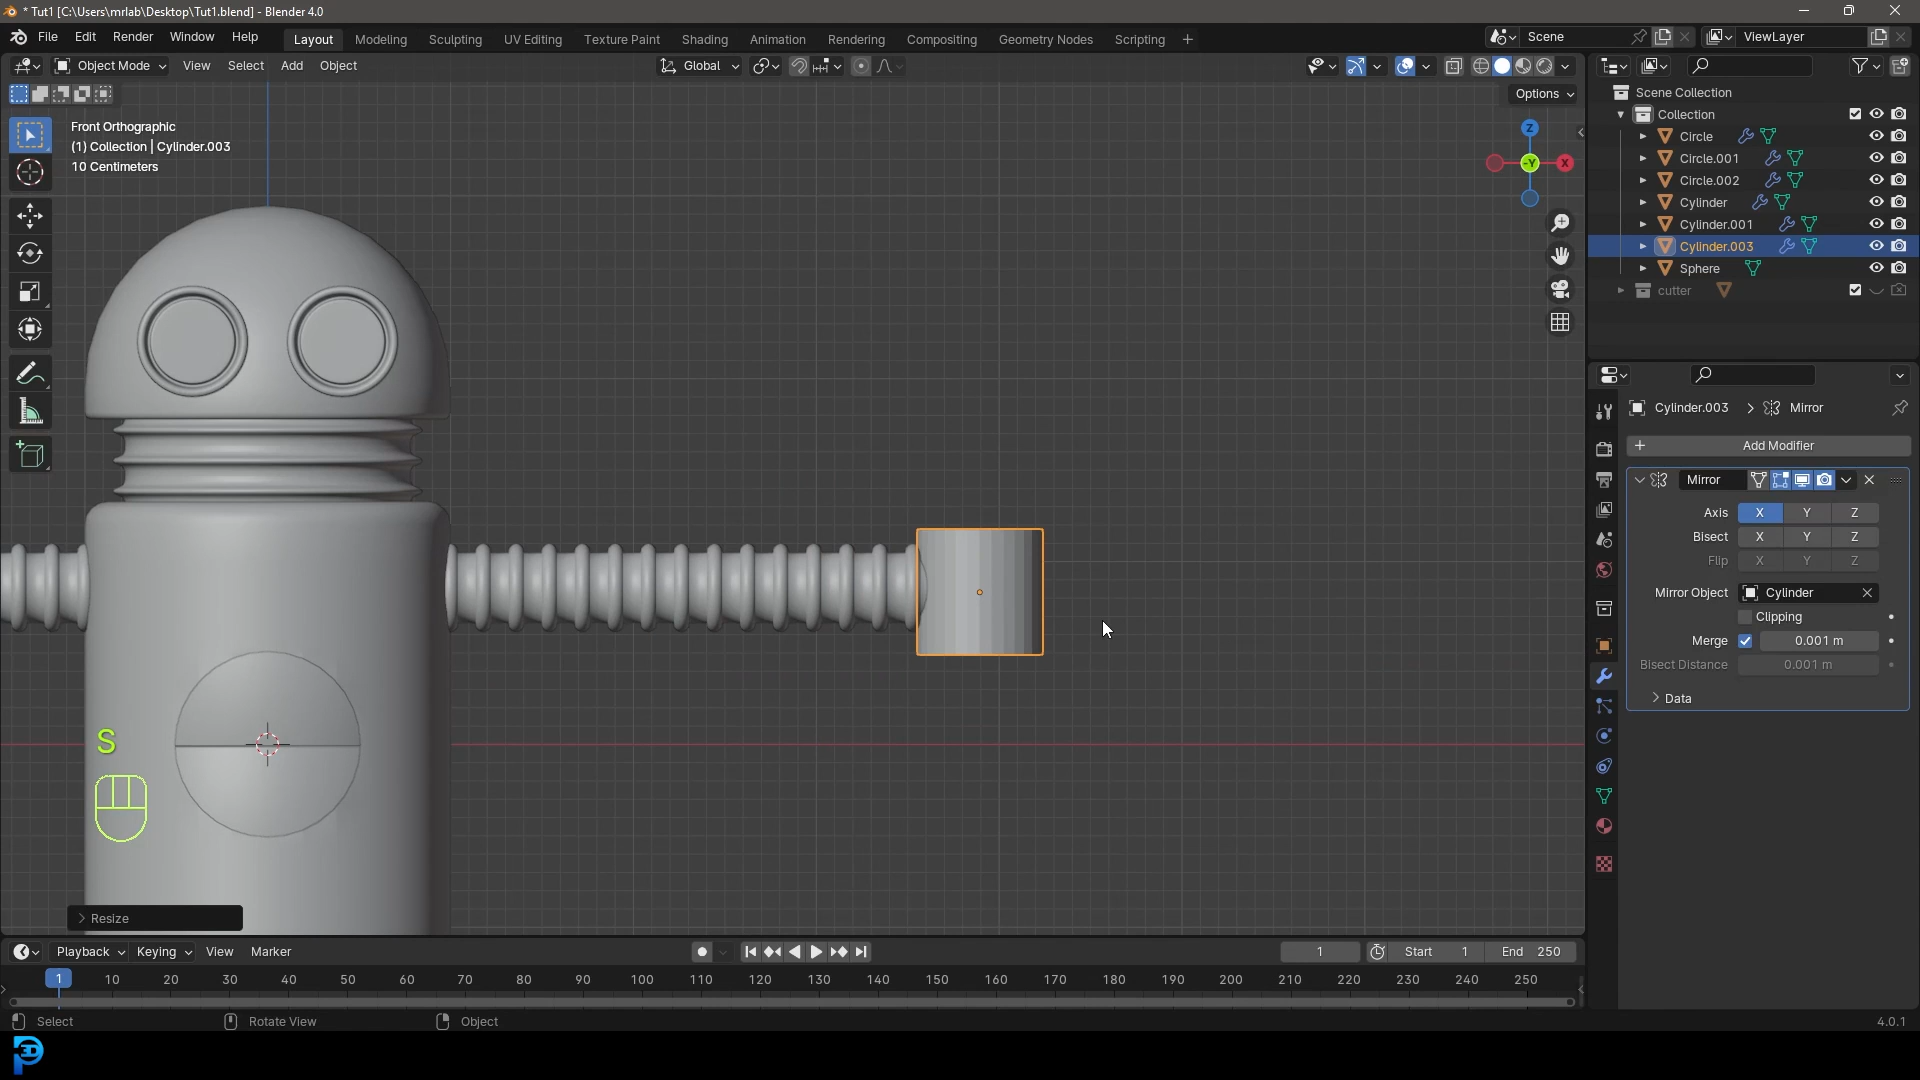 * Tut1 [C:\Users\mrlab\Desktop\Tut1.blend] - Blender 4.0
File Edit Render Window Help Layout Modeling Sculpting UV Editing Texture Paint Shading Animation Rendering Compositing Geometry Nodes Scripting + Scene ViewLayer
Object Mode View Select Add Object Global
Options
Front Orthographic
(1) Collection | Cylinder.003
10 Centimeters
Z
-Y
X
Scene Collection
Collection
Circle
Circle.001
Circle.002
Cylinder
Cylinder.001
Cylinder.003
Sphere
cutter
Cylinder.003 > Mirror
+ Add Modifier
Mirror
Axis X Y Z
Bisect X Y Z
Flip X Y Z
Mirror Object Cylinder
Clipping
Merge 0.001 m
Bisect Distance 0.001 m
> Data
S
> Resize
Playback Keying View Marker 1 Start 1 End 250
1 10 20 30 40 50 60 70 80 90 100 110 120 130 140 150 160 170 180 190 200 210 220 230 240 250
Select Rotate View Object 4.0.1
3D